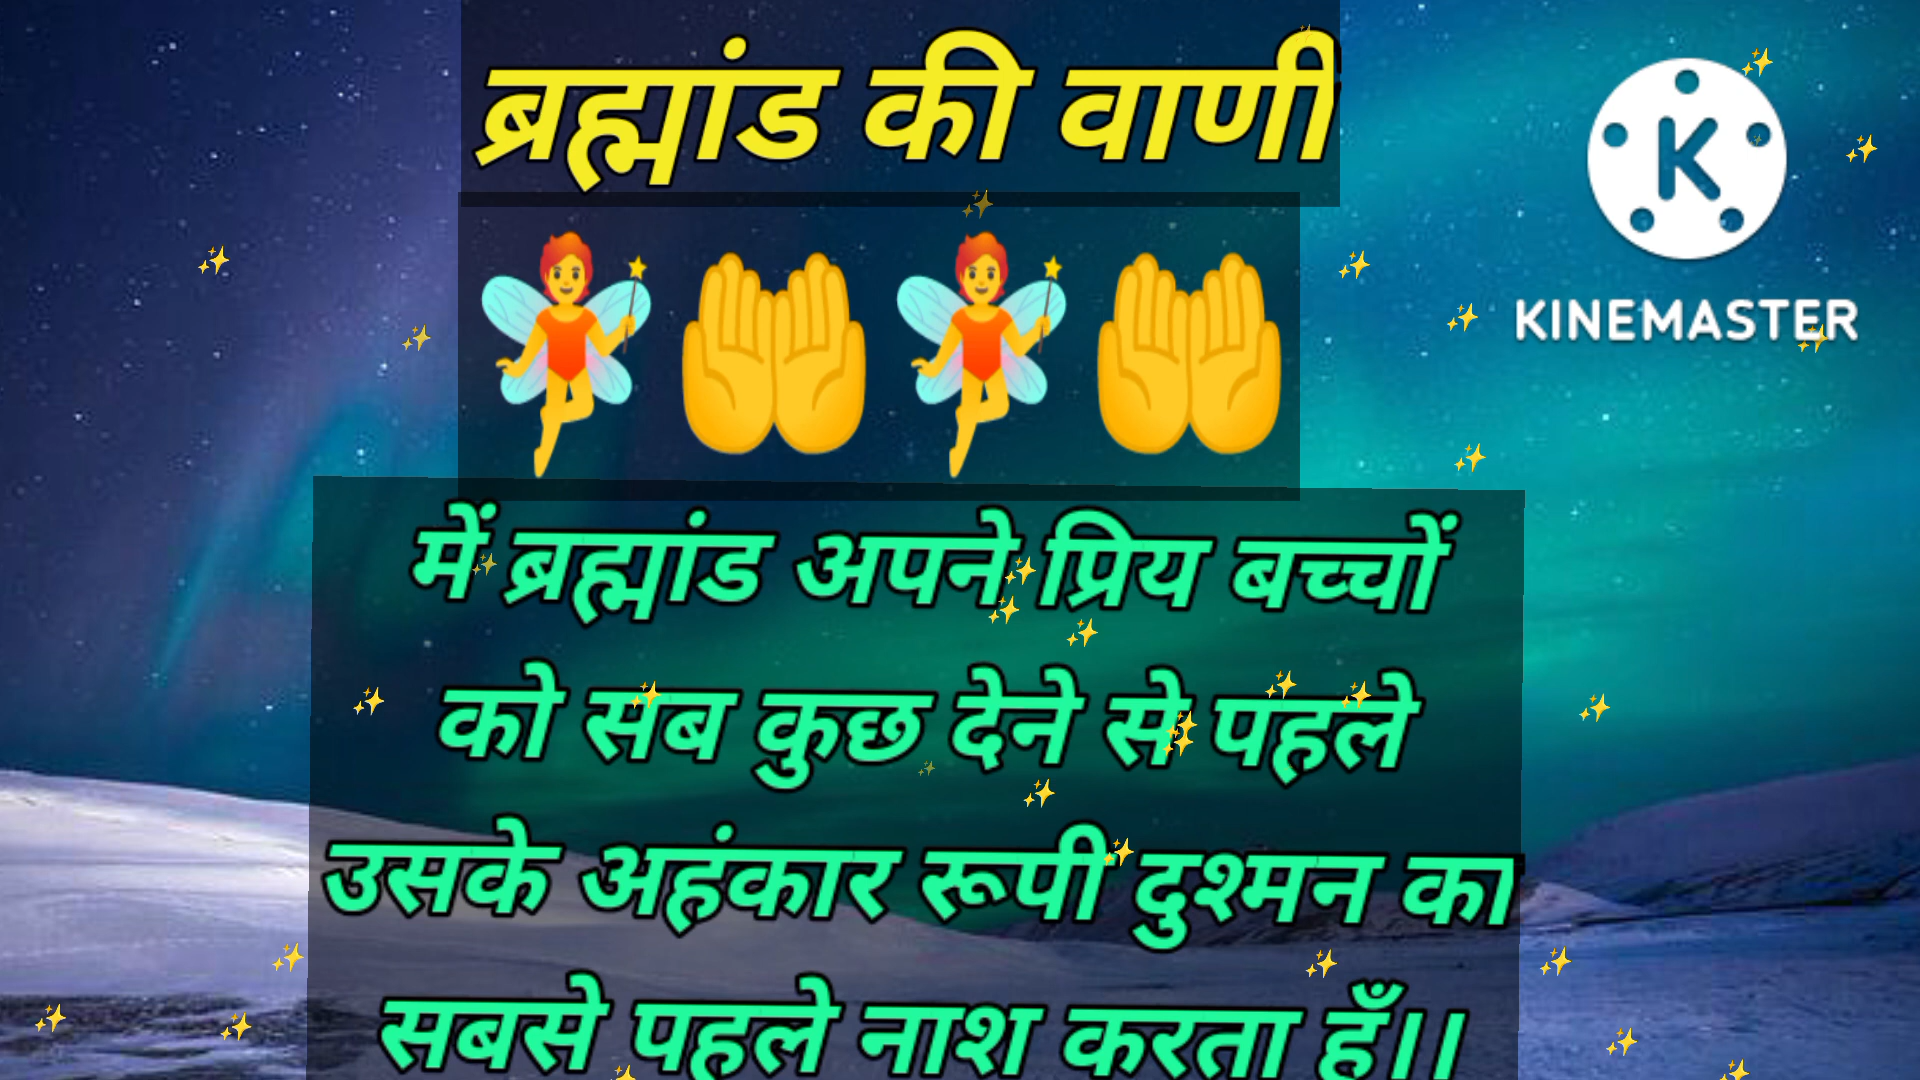 ब्रह्मांड की वाणी
KINEMASTER
में ब्रह्मांड अपने प्रिय बच्चों
को सब कुछ देने से पहले
उसके अहंकार रूपी दुश्मन का
सबसे पहले नाश करता हूँ।।